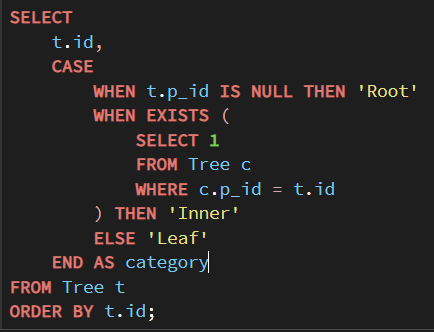 SELECT
    t.id,
    CASE
        WHEN t.p_id IS NULL THEN 'Root'
        WHEN EXISTS (
            SELECT 1
            FROM Tree c
            WHERE c.p_id = t.id
        ) THEN 'Inner'
        ELSE 'Leaf'
    END AS category
FROM Tree t
ORDER BY t.id;